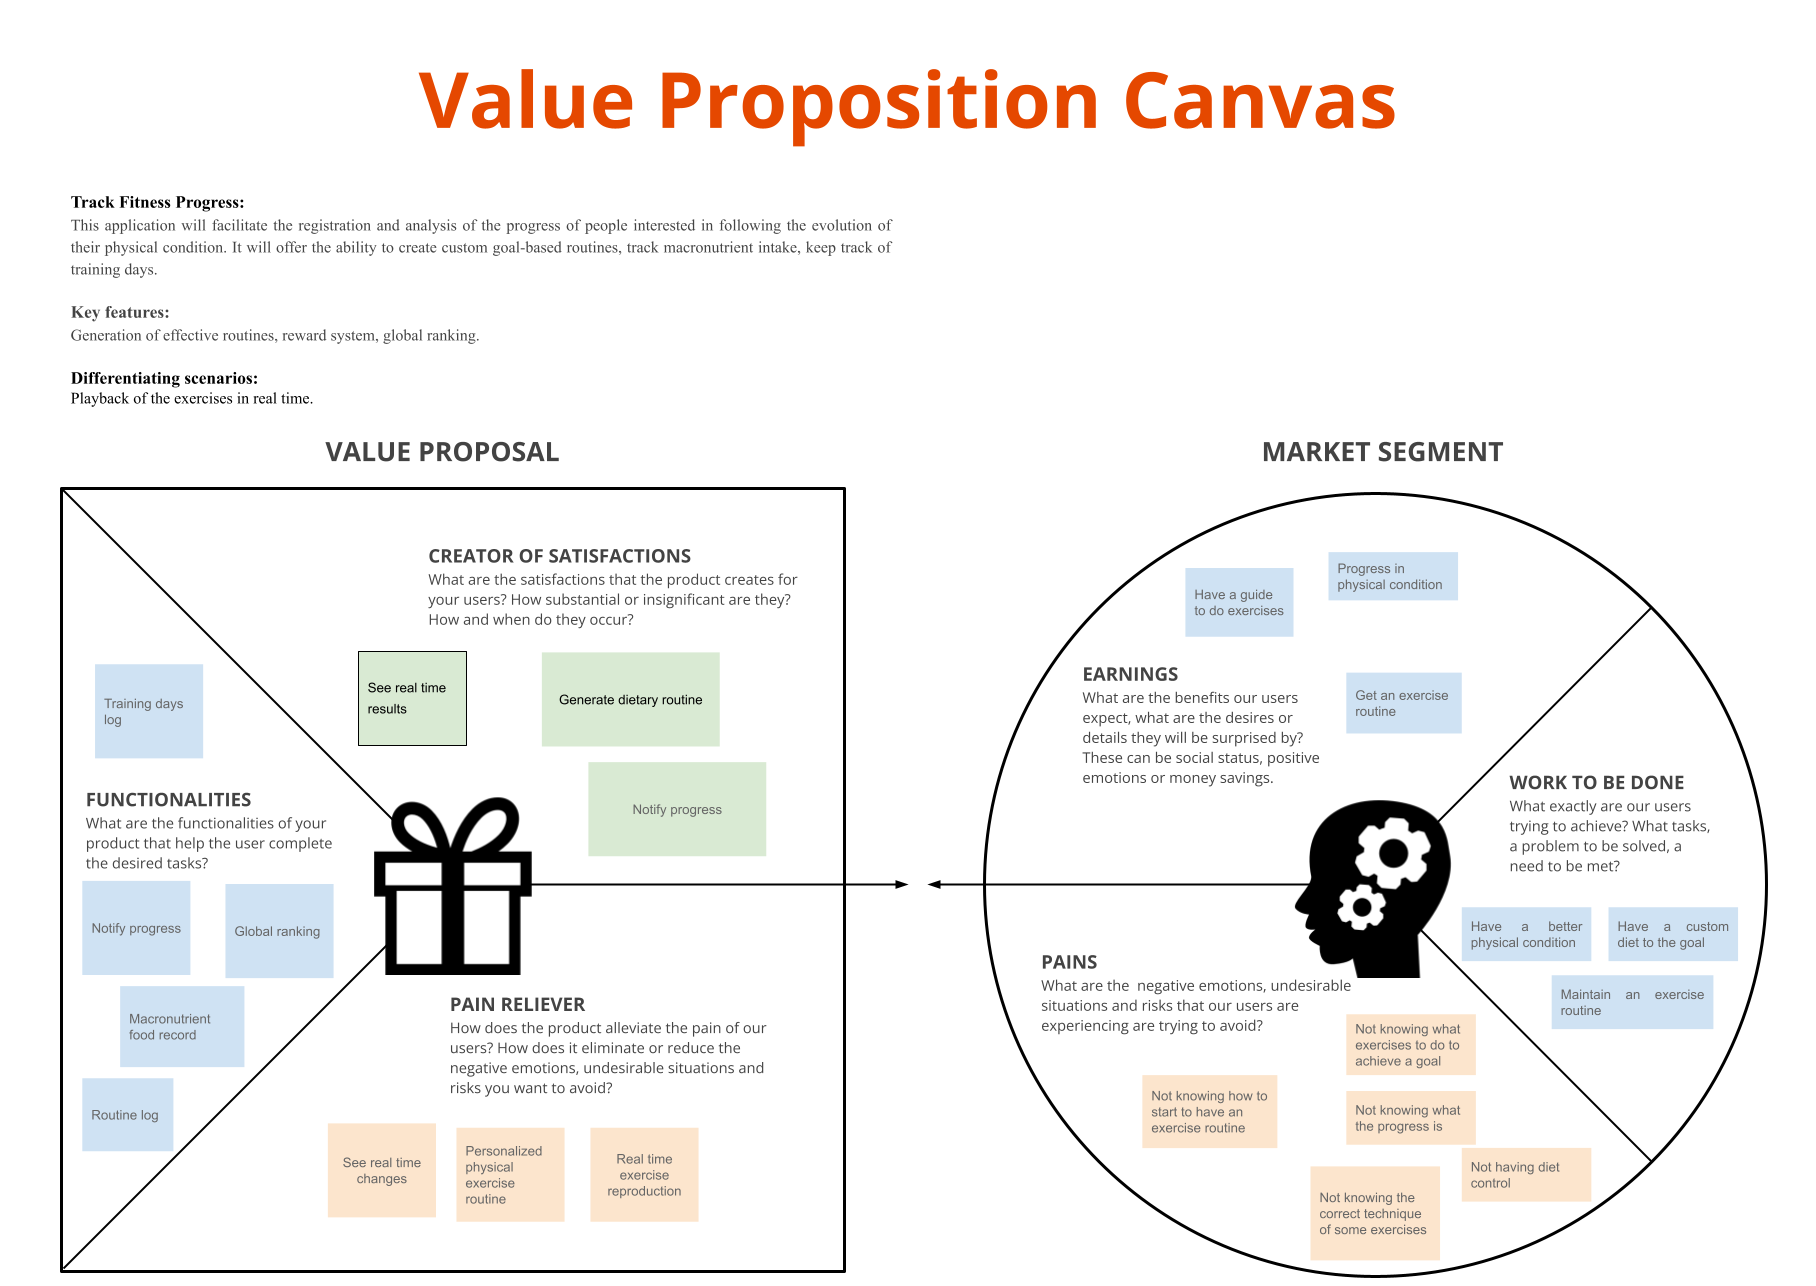 Value Proposition Canvas
Track Fitness Progress:
This application will facilitate the registration and analysis of the progress of people interested in following the evolution of
their physical condition. It will offer the ability to create custom goal-based routines, track macronutrient intake, keep track of
training days.
Key features:
Generation of effective routines, reward system, global ranking.
Differentiating scenarios:
Playback of the exercises in real time.
VALUE PROPOSAL
CREATOR OF SATISFACTIONS
What are the satisfactions that the product creates for
your users? How substantial or insignificant are they?
How and when do they occur?
See real time
results
Generate dietary routine
Notify progress
Training days
log
FUNCTIONALITIES
What are the functionalities of your
product that help the user complete
the desired tasks?
Notify progress
Global ranking
Macronutrient
food record
Routine log
PAIN RELIEVER
How does the product alleviate the pain of our
users? How does it eliminate or reduce the
negative emotions, undesirable situations and
risks you want to avoid?
See real time
changes
Personalized
physical
exercise
routine
Real time
exercise
reproduction
MARKET SEGMENT
Have a guide
to do exercises
Progress in
physical condition
EARNINGS
What are the benefits our users
expect, what are the desires or
details they will be surprised by?
These can be social status, positive
emotions or money savings.
Get an exercise
routine
WORK TO BE DONE
What exactly are our users
trying to achieve? What tasks,
a problem to be solved, a
need to be met?
Have a better
physical condition
Have a custom
diet to the goal
Maintain an exercise
routine
PAINS
What are the  negative emotions, undesirable
situations and risks that our users are
experiencing are trying to avoid?
Not knowing what
exercises to do to
achieve a goal
Not knowing how to
start to have an
exercise routine
Not knowing what
the progress is
Not having diet
control
Not knowing the
correct technique
of some exercises